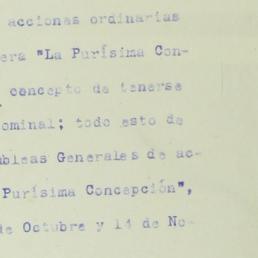 acciones ordinarias
era "La Purísima Con-
concepto de tenerse
ominal; todo esto de
bleas Generales de ac-
Purísima Concepción",
de Octubre y 14 de No-